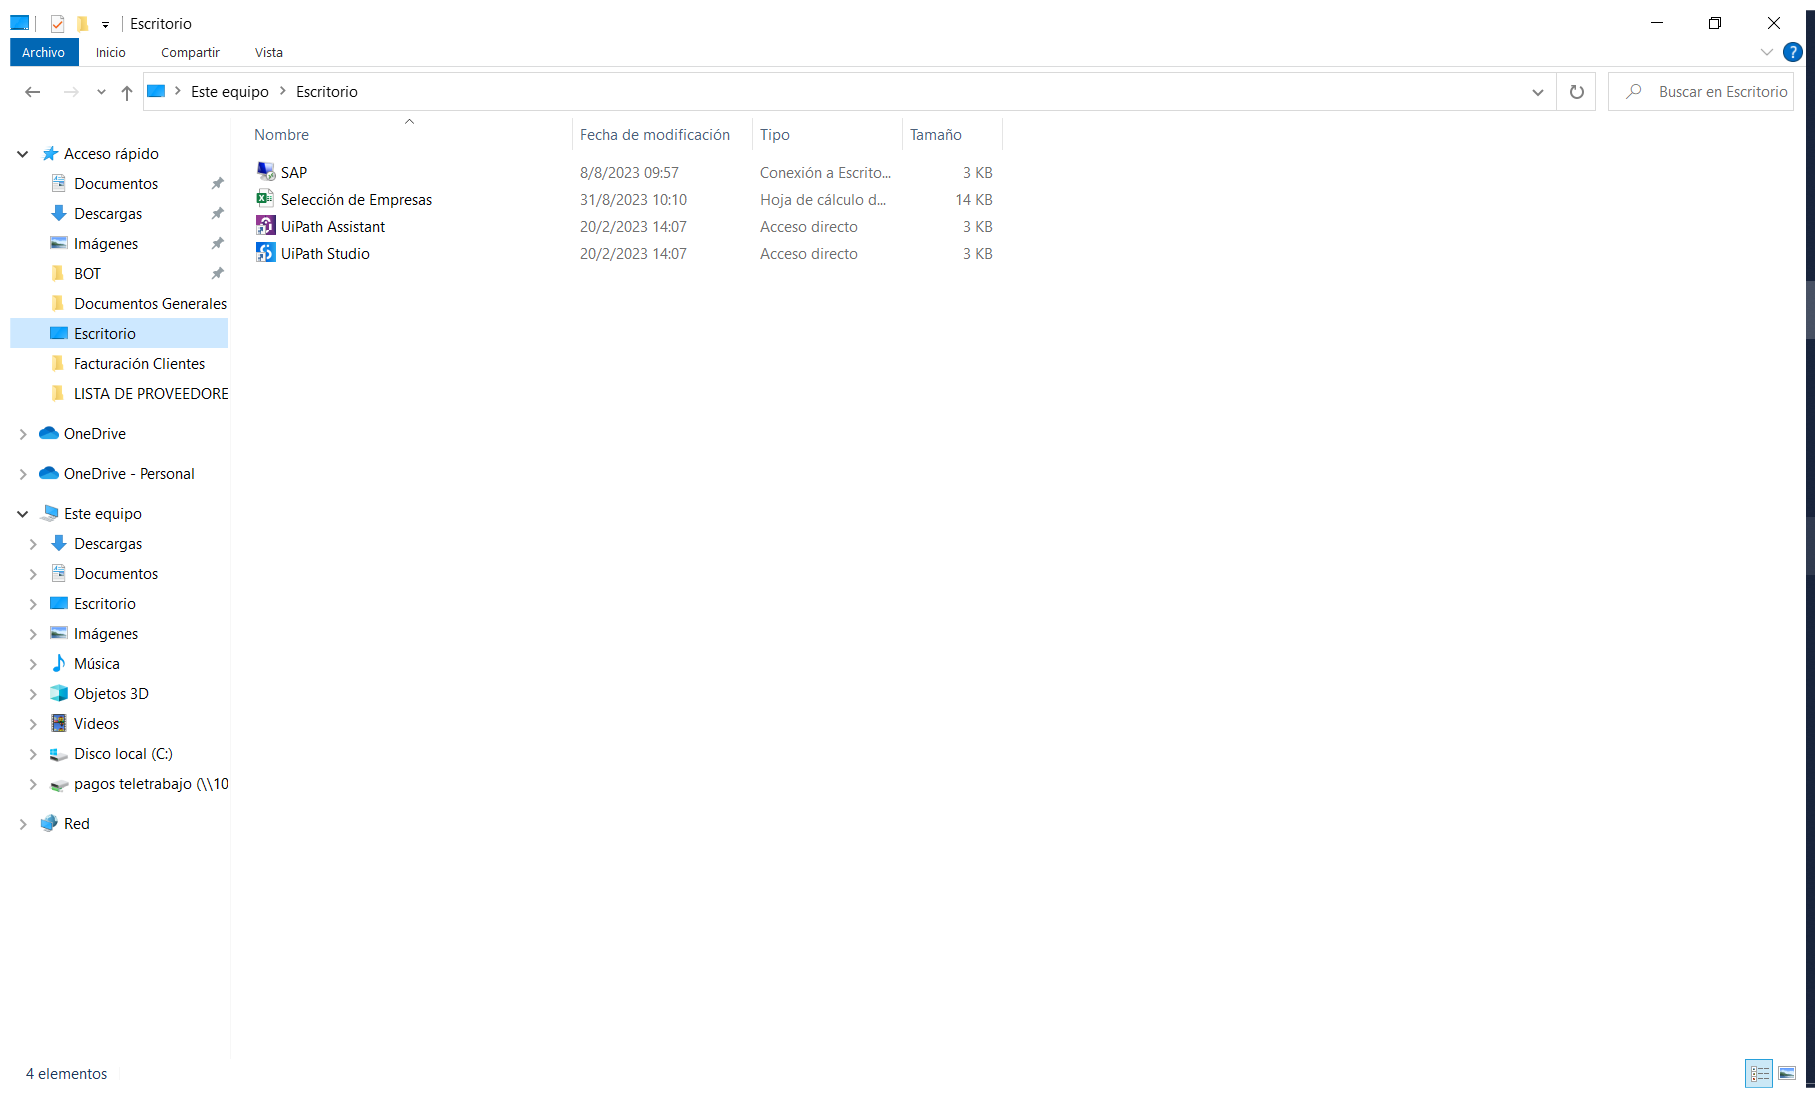 Escritorio
Archivo Inicio Compartir Vista
Este equipo Escritorio Buscar en Escritorio
Nombre Fecha de modificación Tipo Tamaño
SAP 8/8/2023 09:57 Conexión a Escrito... 3 KB
Selección de Empresas 31/8/2023 10:10 Hoja de cálculo d... 14 KB
UiPath Assistant 20/2/2023 14:07 Acceso directo 3 KB
UiPath Studio 20/2/2023 14:07 Acceso directo 3 KB
Acceso rápido
Documentos
Descargas
Imágenes
BOT
Documentos Generales
Escritorio
Facturación Clientes
LISTA DE PROVEEDORE
OneDrive
OneDrive - Personal
Este equipo
Descargas
Documentos
Escritorio
Imágenes
Música
Objetos 3D
Videos
Disco local (C:)
pagos teletrabajo (\\10
Red
4 elementos